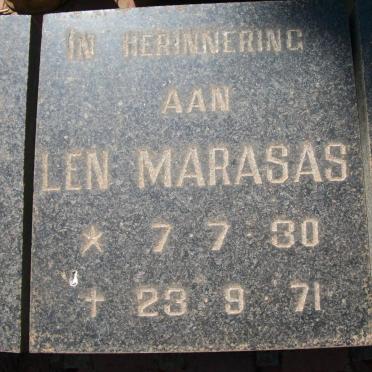 IN HERINNERING
AAN
LEN MARASAS
* 7 · 7 · 30
† 23 · 9 · 71